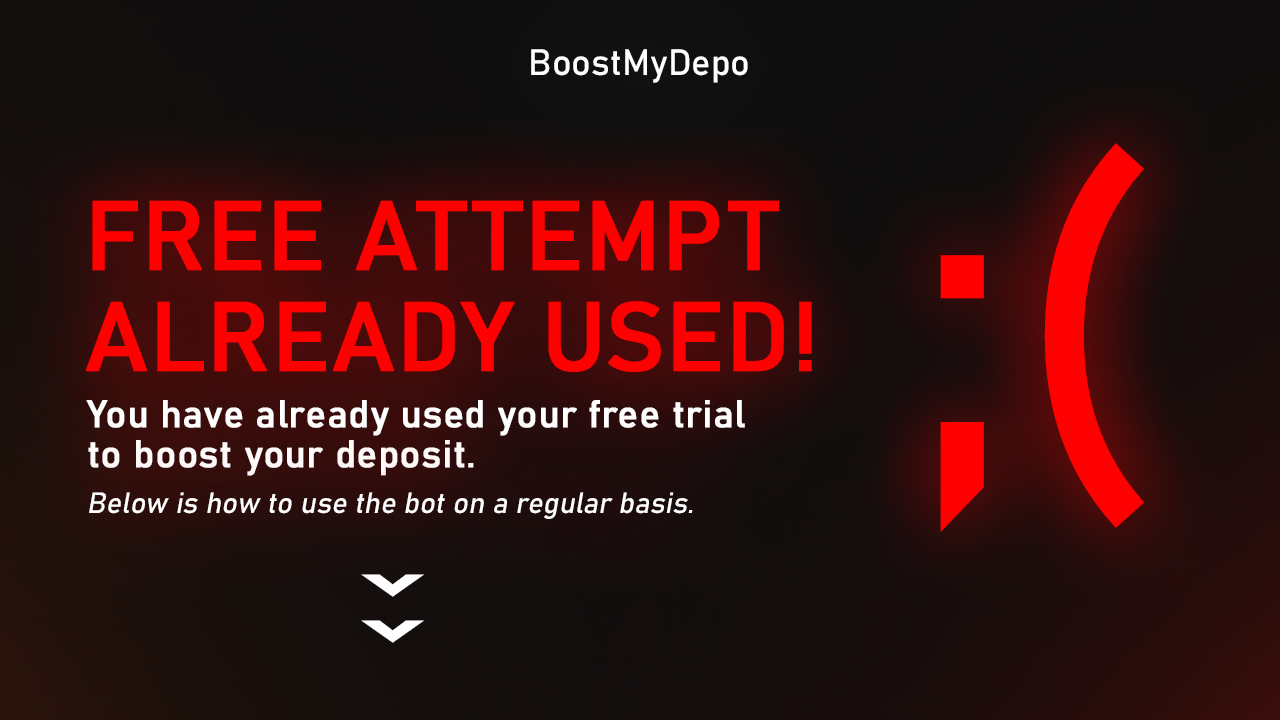 BoostMyDepo
FREE ATTEMPT
ALREADY USED!
You have already used your free trial
to boost your deposit.
Below is how to use the bot on a regular basis.
;(